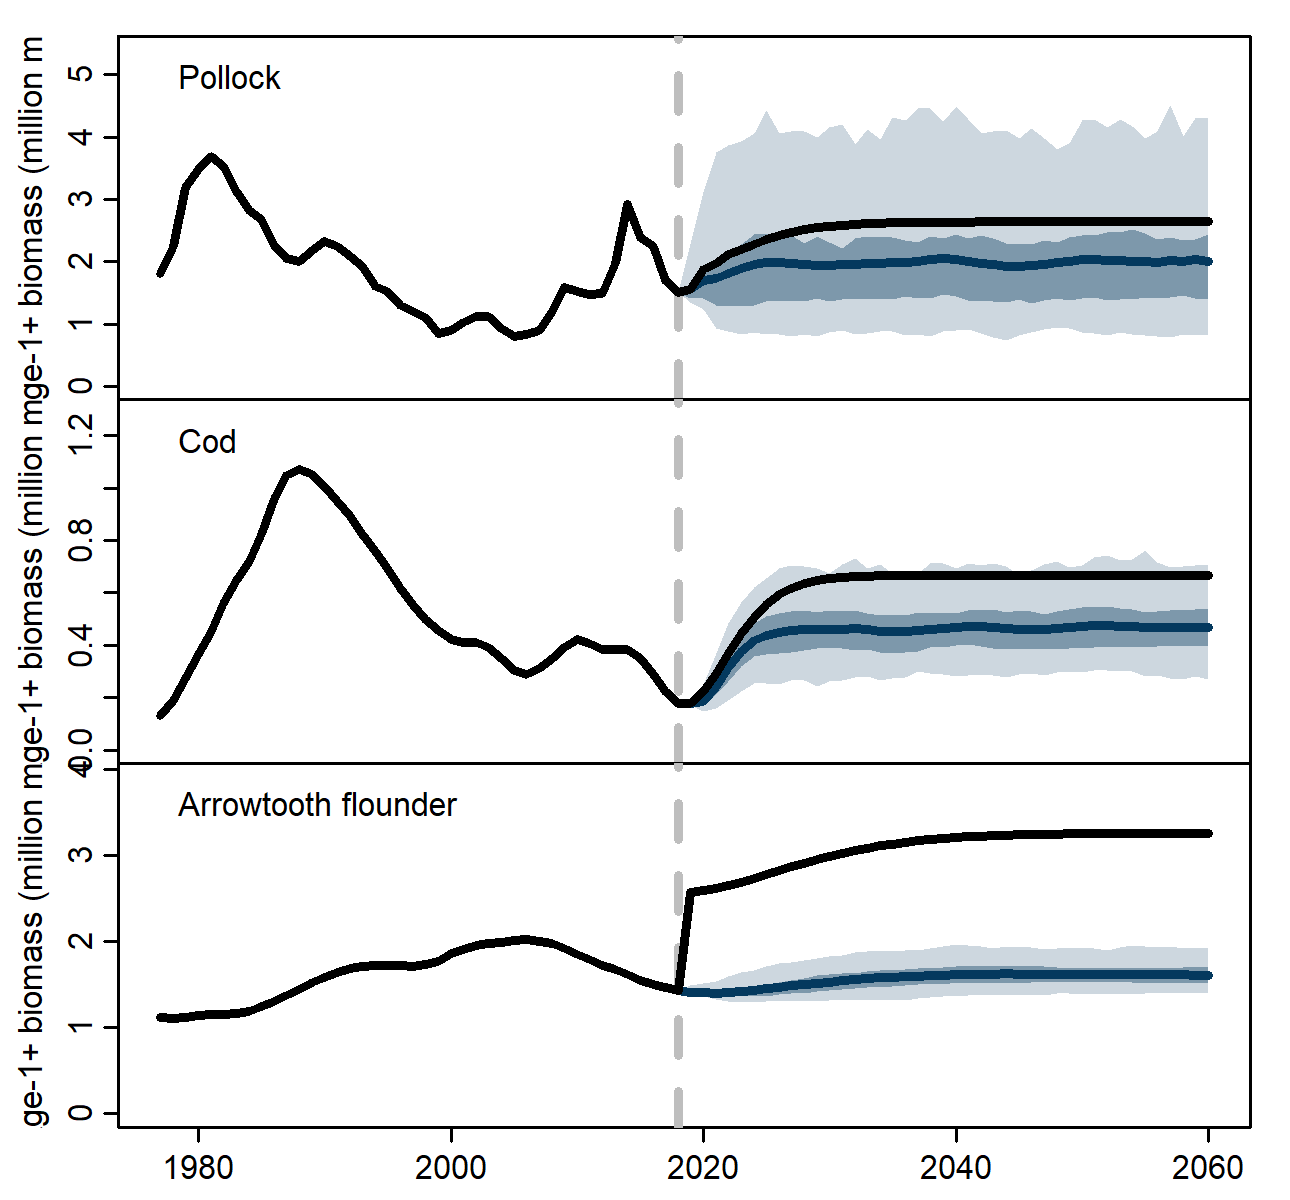 Pollock
5
4
3
2
1
0
ge-1+ biomass (million m
Cod
1.2
0.8
0.4
0.0
ge-1+ biomass (million m
Arrowtooth flounder
4
3
2
1
0
ge-1+ biomass (million m
1980 2000 2020 2040 2060